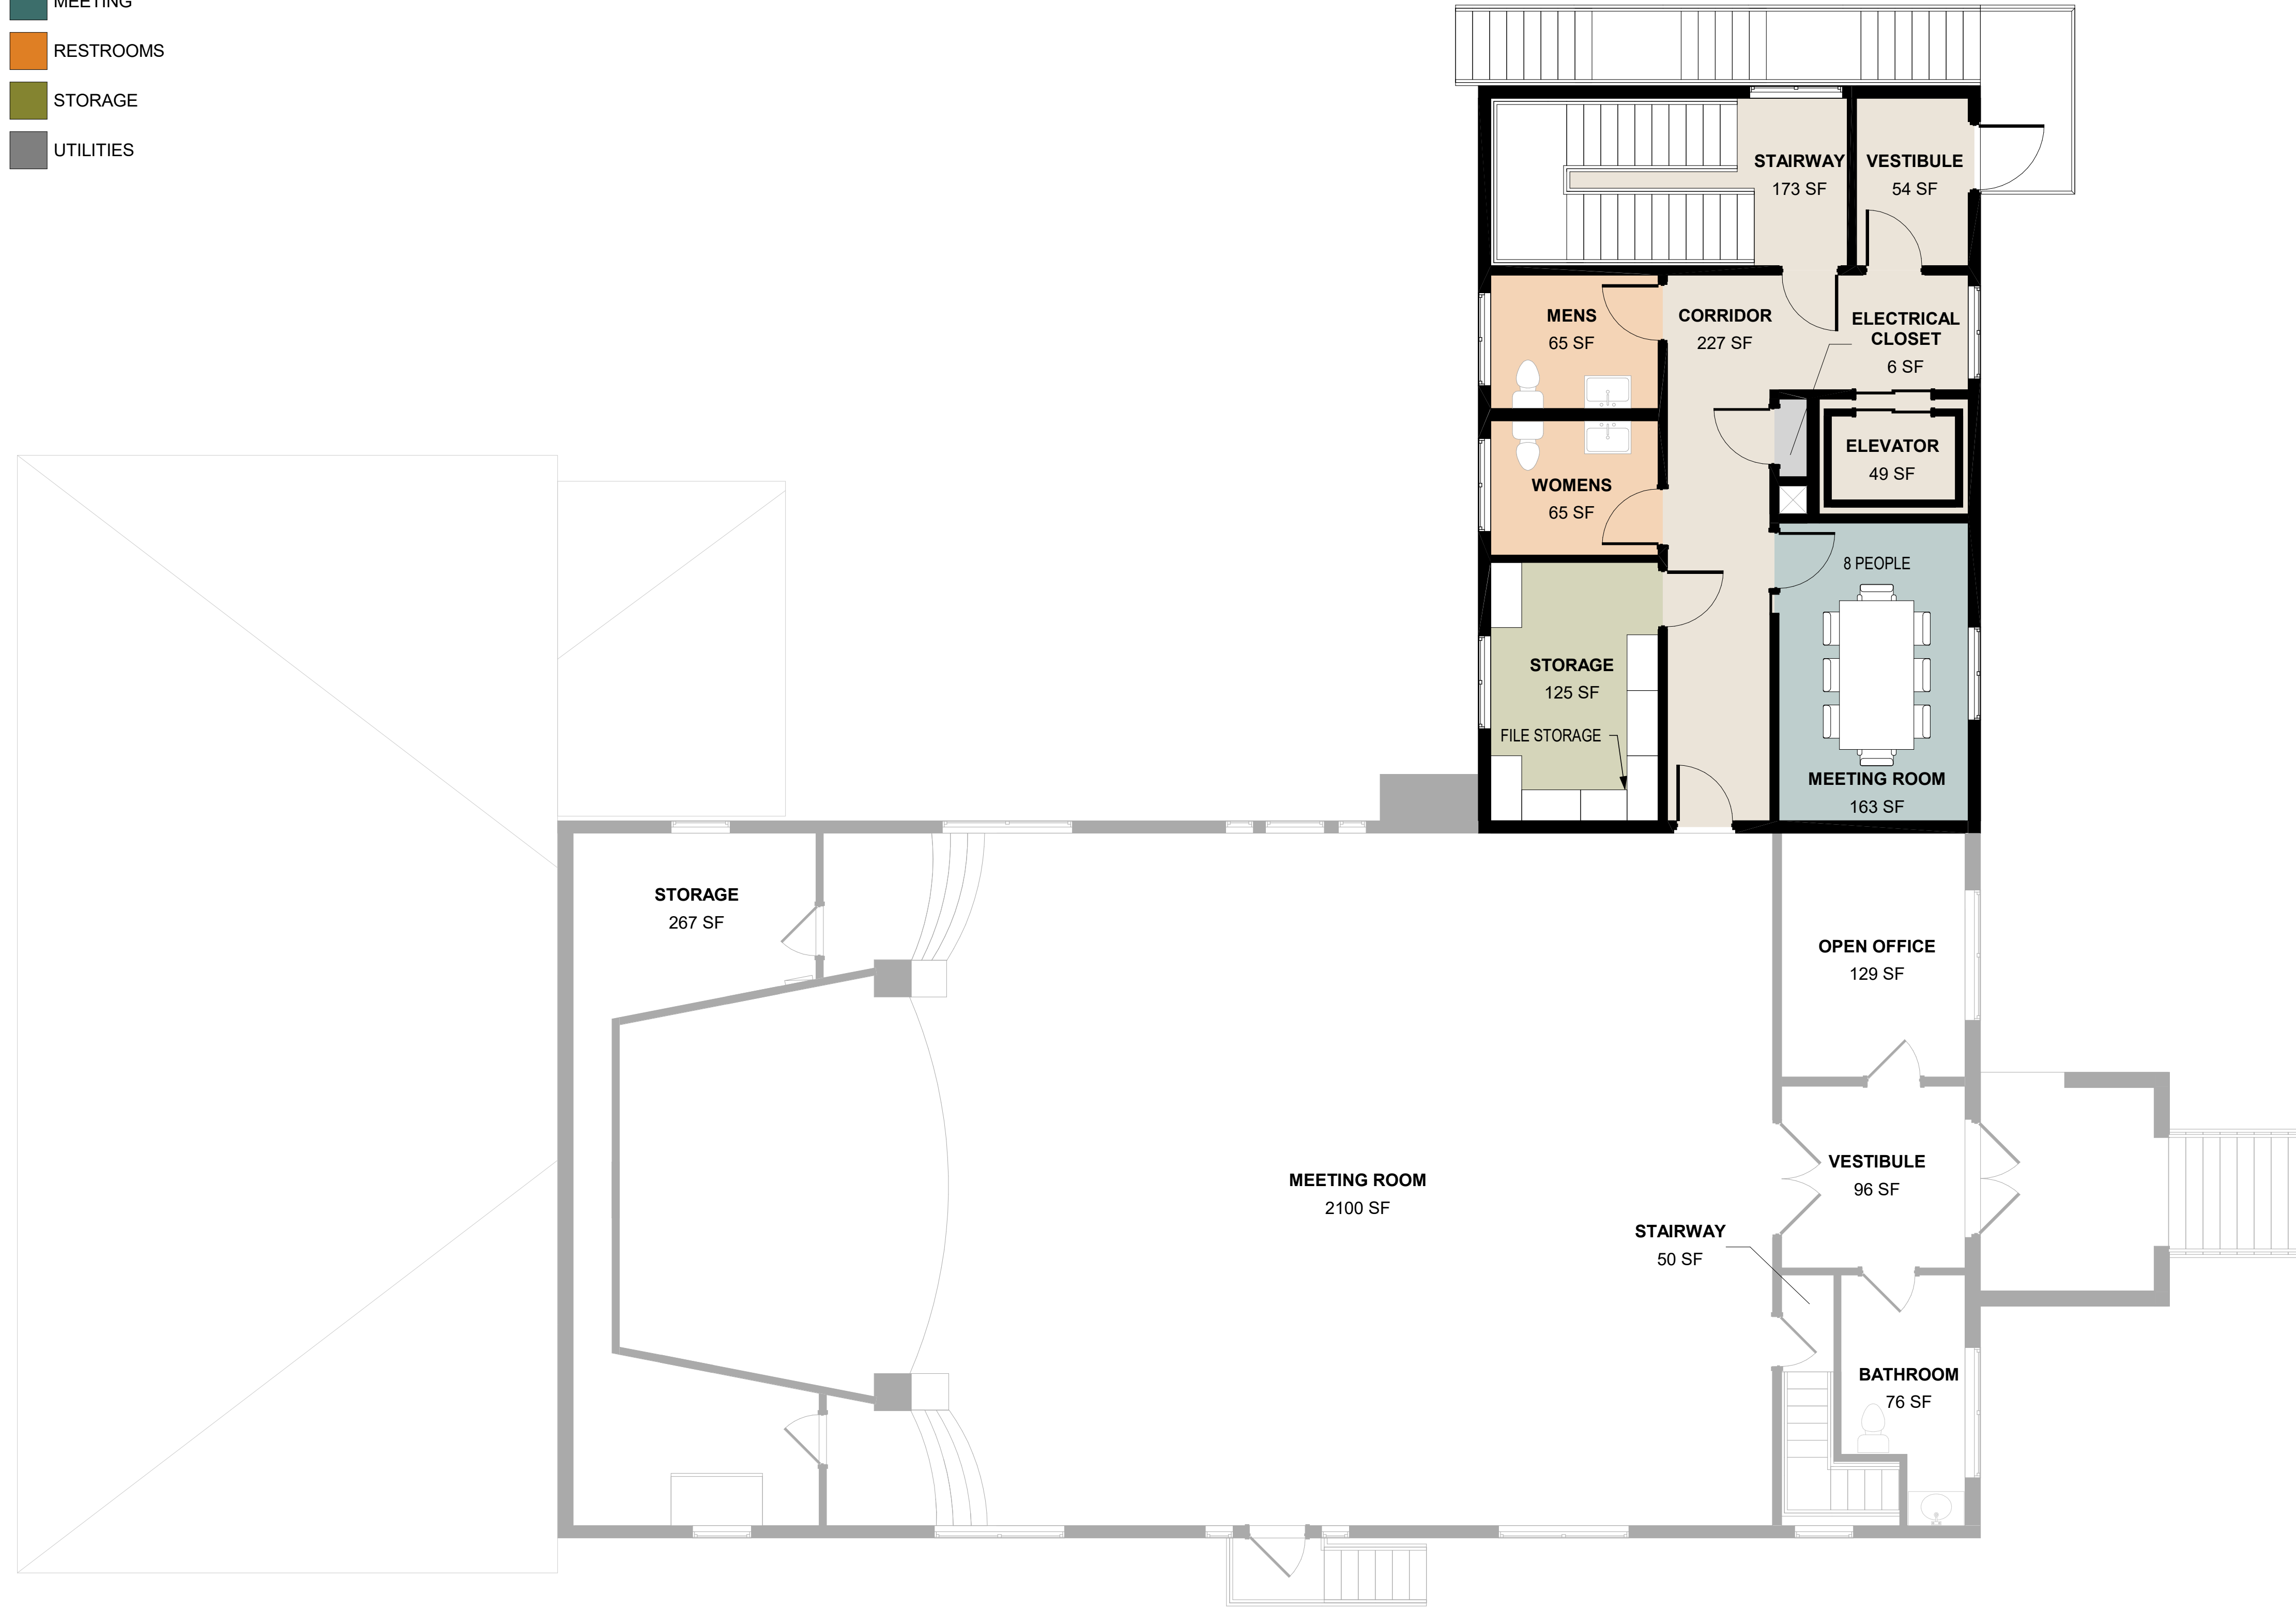 MEETING
RESTROOMS
STORAGE
UTILITIES
STAIRWAY
173 SF
VESTIBULE
54 SF
MENS
65 SF
CORRIDOR
227 SF
ELECTRICAL
CLOSET
6 SF
WOMENS
65 SF
ELEVATOR
49 SF
8 PEOPLE
STORAGE
125 SF
FILE STORAGE
MEETING ROOM
163 SF
STORAGE
267 SF
OPEN OFFICE
129 SF
MEETING ROOM
2100 SF
VESTIBULE
96 SF
STAIRWAY
50 SF
BATHROOM
76 SF